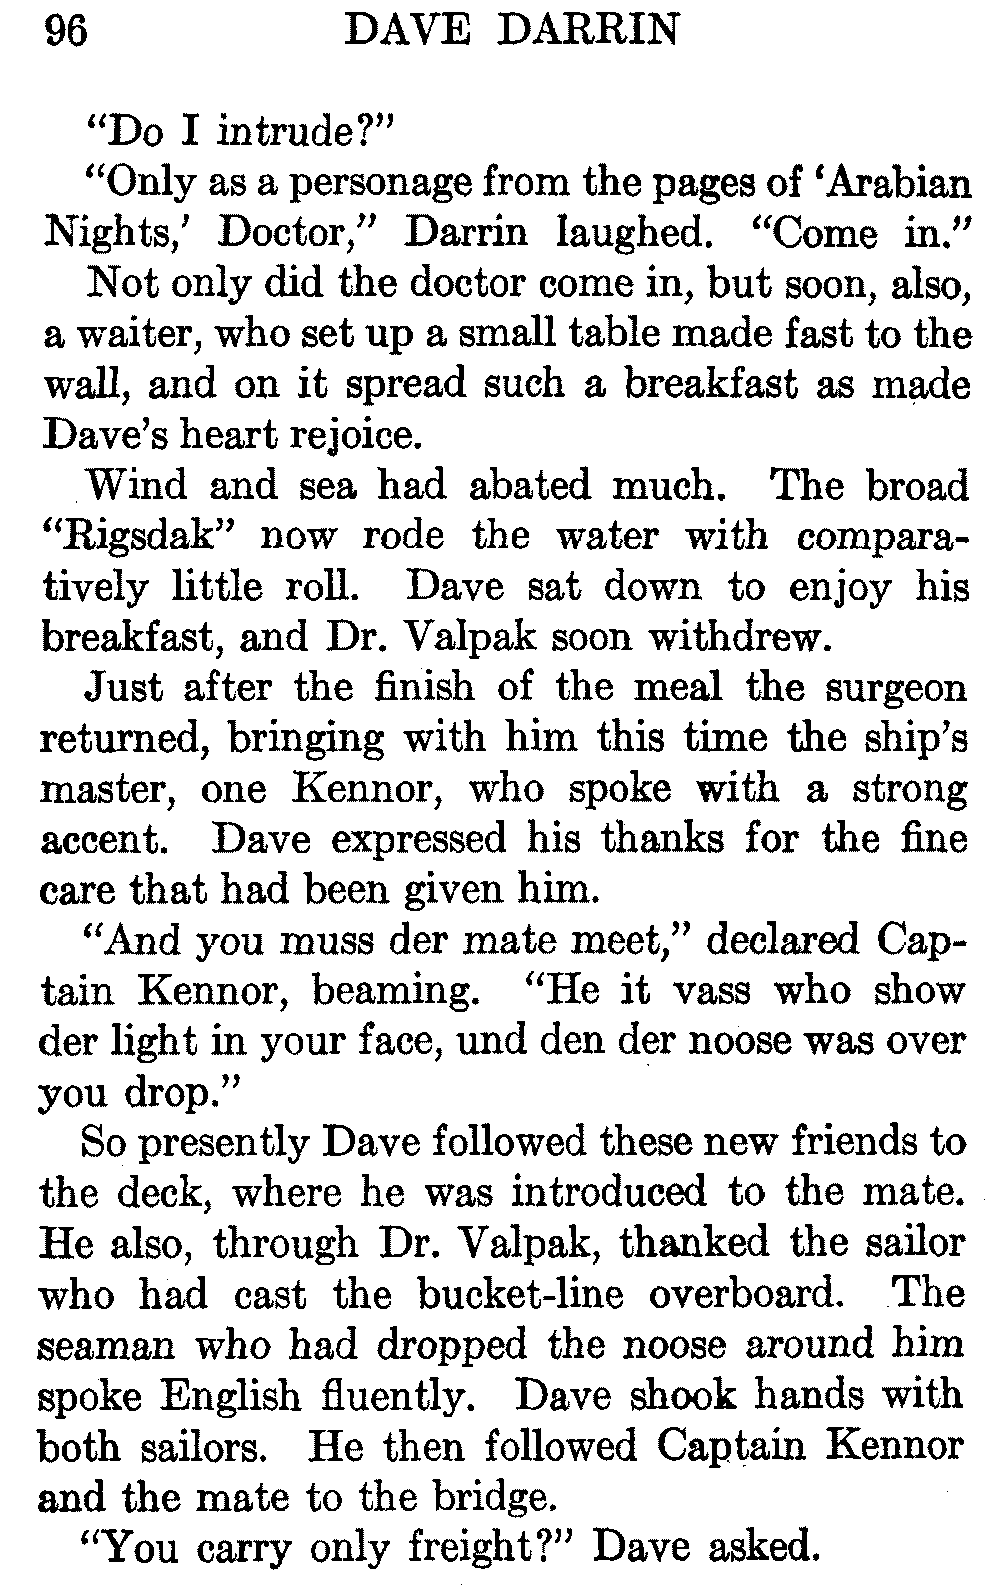 96 DAVE DARRIN
“Do I intrude?”
“Only as a personage from the pages of ‘Arabian
Nights,’ Doctor,” Darrin laughed. “Come in.”
Not only did the doctor come in, but soon, also,
a waiter, who set up a small table made fast to the
wall, and on it spread such a breakfast as made
Dave’s heart rejoice.
Wind and sea had abated much. The broad
“Rigsdak” now rode the water with compara-
tively little roll. Dave sat down to enjoy his
breakfast, and Dr. Valpak soon withdrew.
Just after the finish of the meal the surgeon
returned, bringing with him this time the ship’s
master, one Kennor, who spoke with a strong
accent. Dave expressed his thanks for the fine
care that had been given him.
“And you muss der mate meet,” declared Cap-
tain Kennor, beaming. “He it vass who show
der light in your face, und den der noose was over
you drop.”
So presently Dave followed these new friends to
the deck, where he was introduced to the mate.
He also, through Dr. Valpak, thanked the sailor
who had cast the bucket-line overboard. The
seaman who had dropped the noose around him
spoke English fluently. Dave shook hands with
both sailors. He then followed Captain Kennor
and the mate to the bridge.
“You carry only freight?” Dave asked.